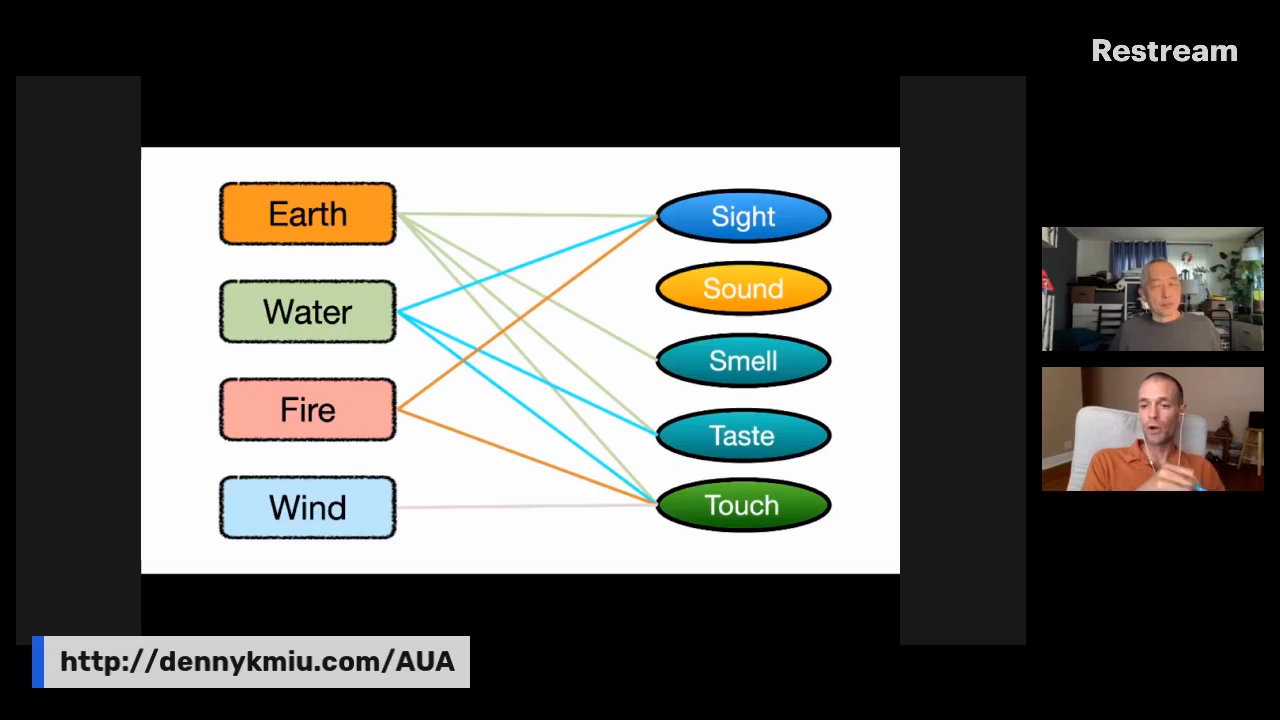 Restream
Earth
Sight
Sound
Water
Smell
Fire
Taste
Wind
Touch
http://dennykmiu.com/AUA